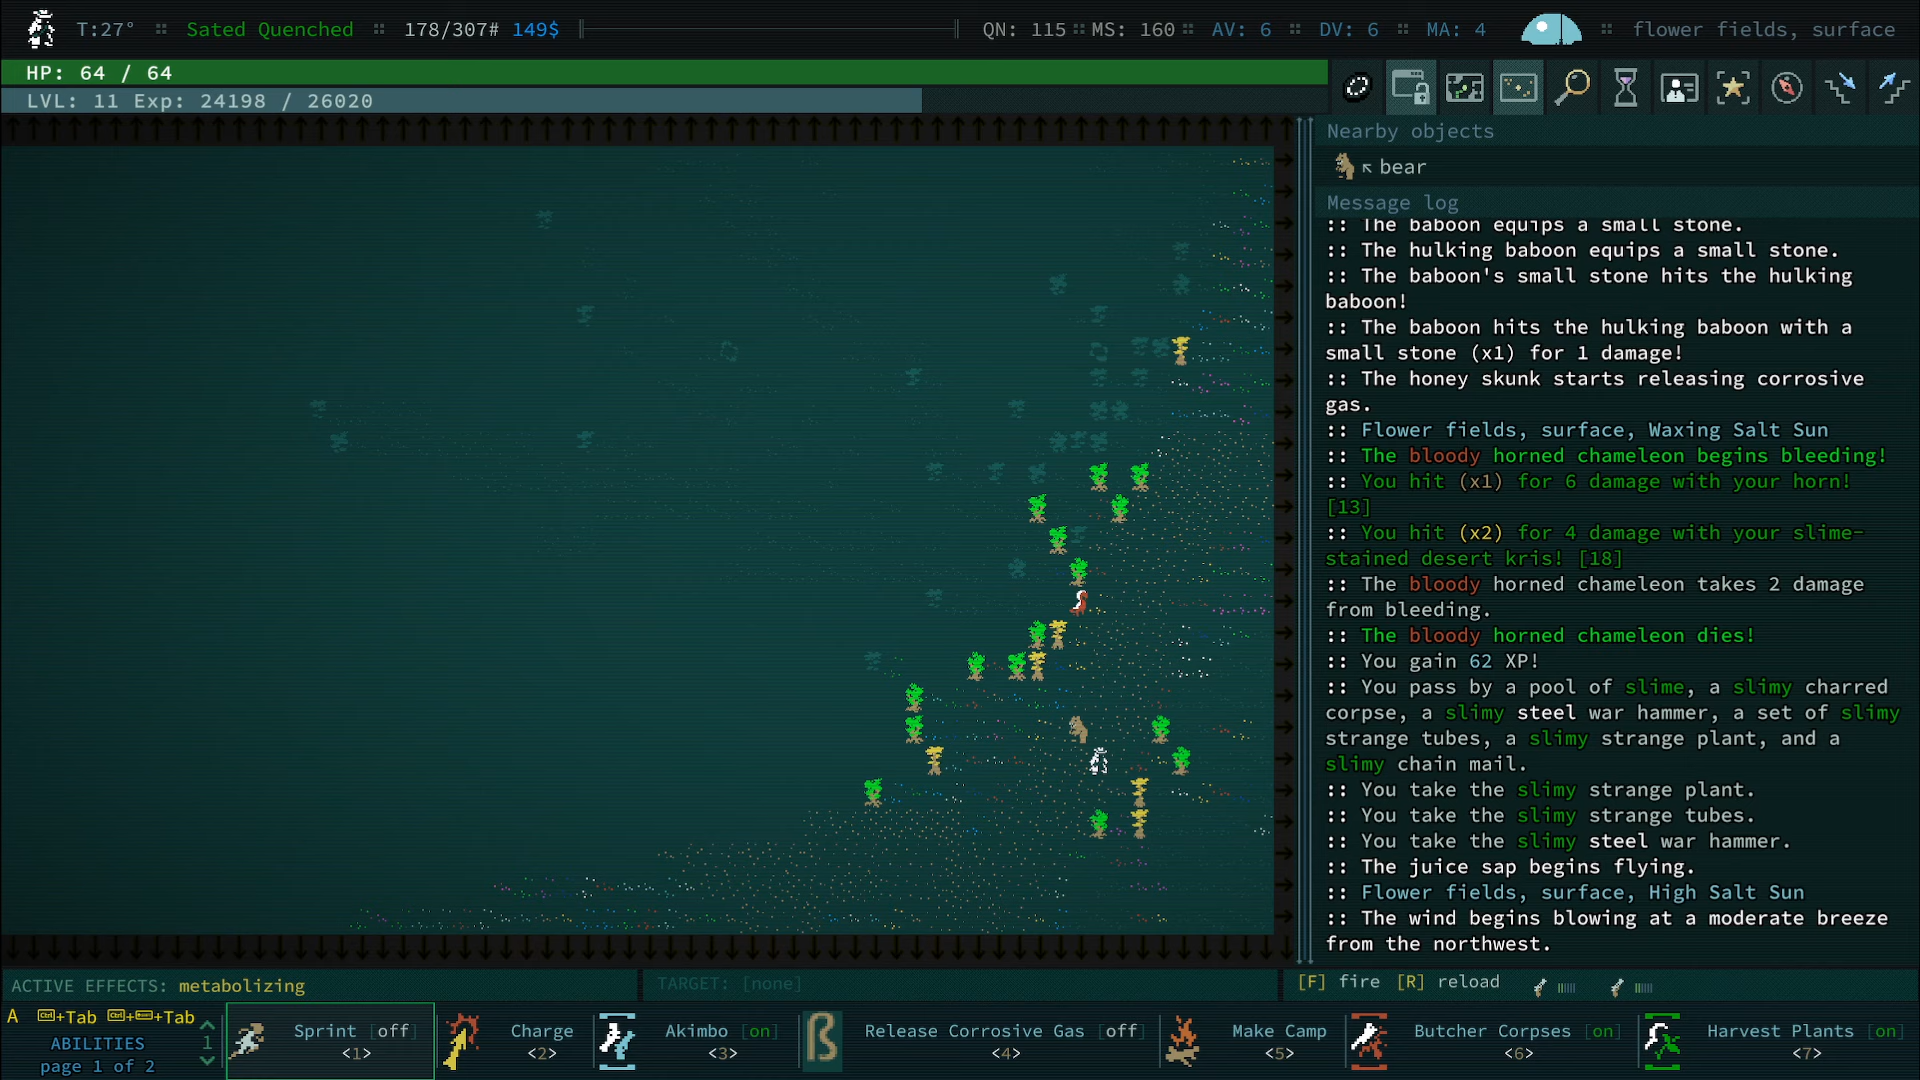 T:27° :: Sated Quenched :: 178/307# 149$ QN: 115 :: MS: 160 :: AV: 6 :: DV: 6 :: MA: 4 :: flower fields, surface
HP: 64 / 64
LVL: 11 Exp: 24198 / 26020
Nearby objects
bear
Message log
:: The baboon equips a small stone.
:: The hulking baboon equips a small stone.
:: The baboon's small stone hits the hulking
baboon!
:: The baboon hits the hulking baboon with a
small stone (x1) for 1 damage!
:: The honey skunk starts releasing corrosive
gas.
:: Flower fields, surface, Waxing Salt Sun
:: The bloody horned chameleon begins bleeding!
:: You hit (x1) for 6 damage with your horn!
[13]
:: You hit (x2) for 4 damage with your slime-
stained desert kris! [18]
:: The bloody horned chameleon takes 2 damage
from bleeding.
:: The bloody horned chameleon dies!
:: You gain 62 XP!
:: You pass by a pool of slime, a slimy charred
corpse, a slimy steel war hammer, a set of slimy
strange tubes, a slimy strange plant, and a
slimy chain mail.
:: You take the slimy strange plant.
:: You take the slimy strange tubes.
:: You take the slimy steel war hammer.
:: The juice sap begins flying.
:: Flower fields, surface, High Salt Sun
:: The wind begins blowing at a moderate breeze
from the northwest.
ACTIVE EFFECTS: metabolizing
TARGET: [none]
[F] fire [R] reload
A Ctrl+Tab Ctrl+ +Tab
ABILITIES 1
page 1 of 2
Sprint [off]
<1>
Charge
<2>
Akimbo [on]
<3>
Release Corrosive Gas [off]
<4>
Make Camp
<5>
Butcher Corpses [on]
<6>
Harvest Plants [on]
<7>